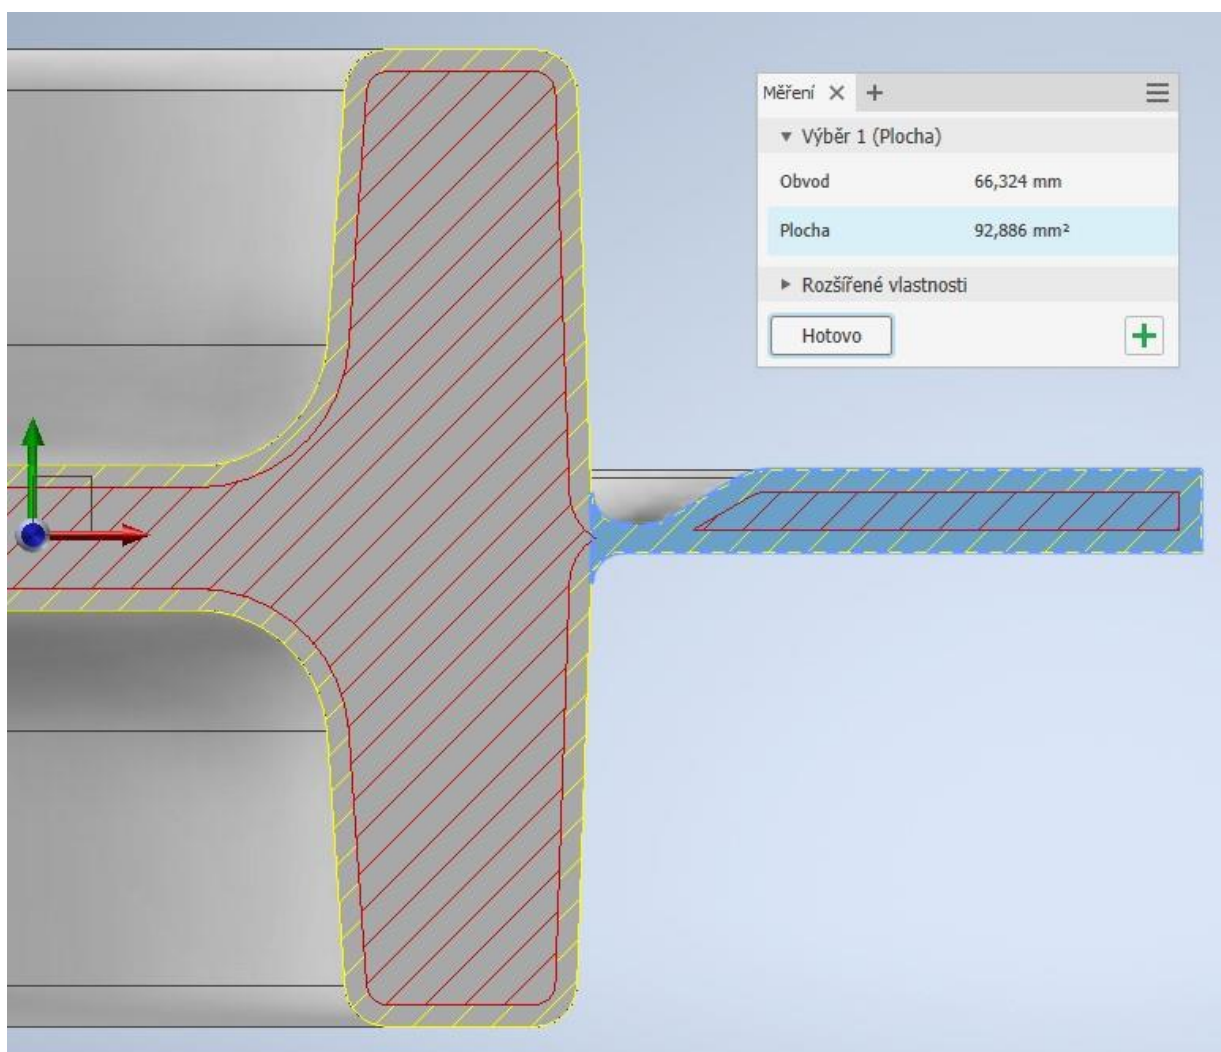 Měření
Výběr 1 (Plocha)
Obvod 66,324 mm
Plocha 92,886 mm²
Rozšířené vlastnosti
Hotovo